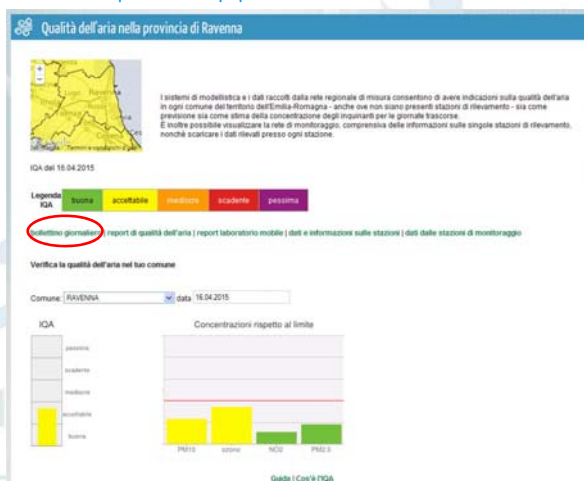 Qualità dell'aria nella provincia di Ravenna
+
-
Lugo Ravenna
I sistemi di modellistica e i dati raccolti dalla rete regionale di misura consentono di avere indicazioni sulla qualità dell'aria
in ogni comune del territorio dell'Emilia-Romagna - anche ove non siano presenti stazioni di rilevamento - sia come
previsione sia come stima della concentrazione degli inquinanti per le giornate trascorse.
È inoltre possibile visualizzare la rete di monitoraggio, comprensiva delle informazioni sulle singole stazioni di rilevamento,
nonchè scaricare i dati rilevati presso ogni stazione.
IQA del 16.04.2015
Legenda IQA buona accettabile mediocre scadente pessima
bollettino giornaliero | report di qualità dell'aria | report laboratorio mobile | dati e informazioni sulle stazioni | dati dalle stazioni di monitoraggio
Verifica la qualità dell'aria nel tuo comune
Comune: RAVENNA data 16.04.2015
IQA Concentrazioni rispetto al limite
pessima
scadente
mediocre
accettabile
buona
PM10 ozono NO2 PM2.5
Guida | Cos'è l'IQA